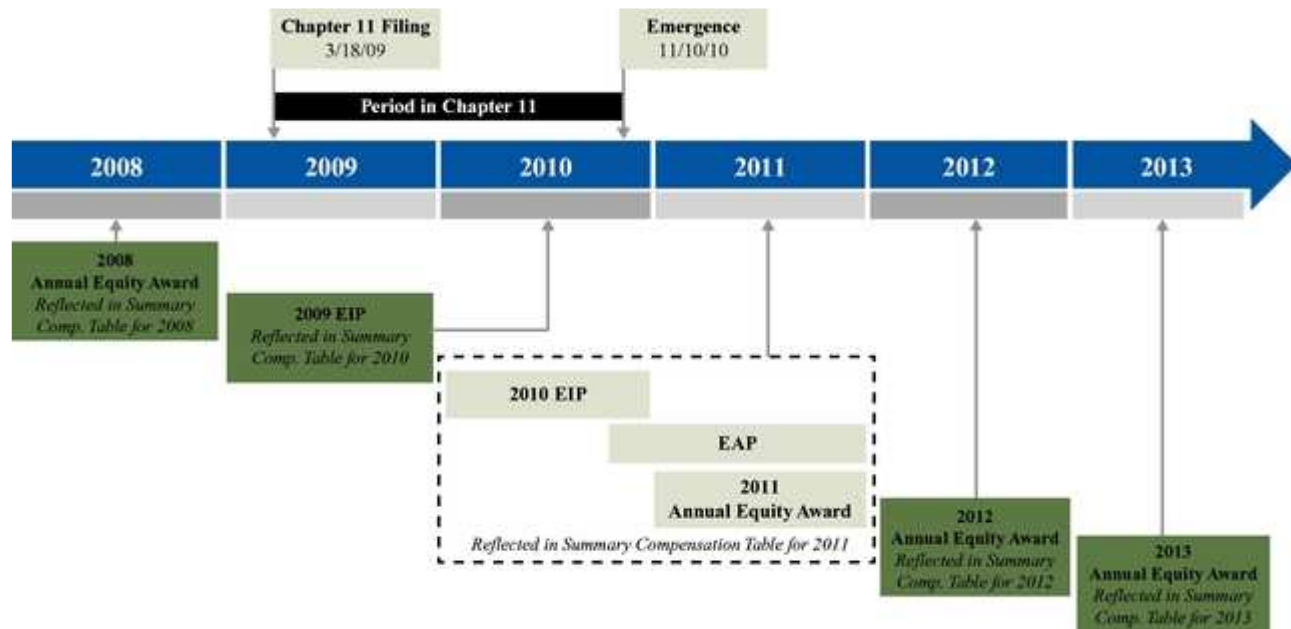 Chapter 11 Filing
3/18/09
Emergence
11/10/10
Period in Chapter 11
2008
2009
2010
2011
2012
2013
2008
Annual Equity Award
Reflected in Summary
Comp. Table for 2008
2009 EIP
Reflected in Summary
Comp. Table for 2010
2010 EIP
EAP
2011
Annual Equity Award
Reflected in Summary Compensation Table for 2011
2012
Annual Equity Award
Reflected in Summary
Comp. Table for 2012
2013
Annual Equity Award
Reflected in Summary
Comp. Table for 2013